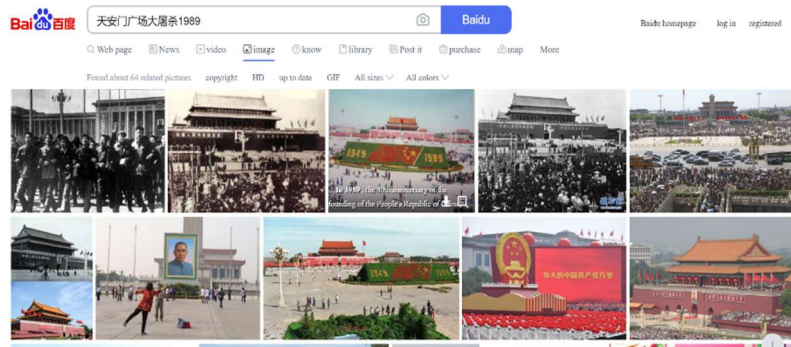 Bai du 百度
天安门广场大屠杀1989
Baidu
Baidu homepage log in registered
Web page News video image know library Post it purchase map More
Found about 64 related pictures copyright HD up to date GIF All sizes All colors
1949 1989
In 1989, the 40th anniversary of the
founding of the People's Republic of
1949 1989
伟大的中国共产党万岁